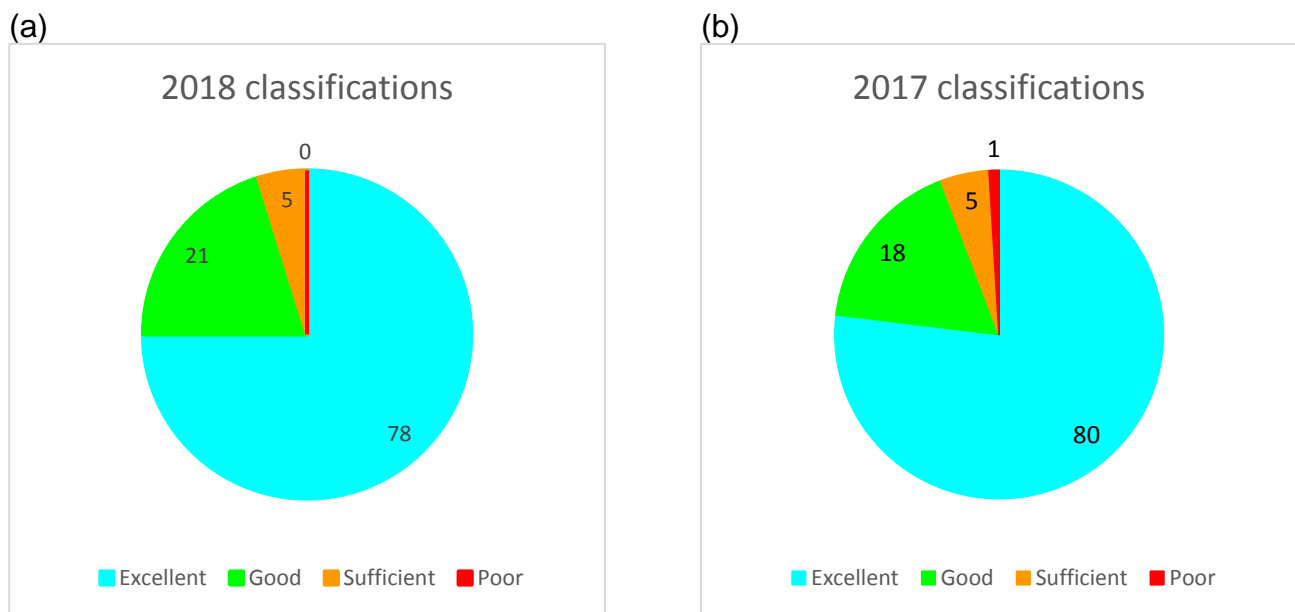 (a)
2018 classifications
0
5
21
78
Excellent Good Sufficient Poor
(b)
2017 classifications
1
5
18
80
Excellent Good Sufficient Poor